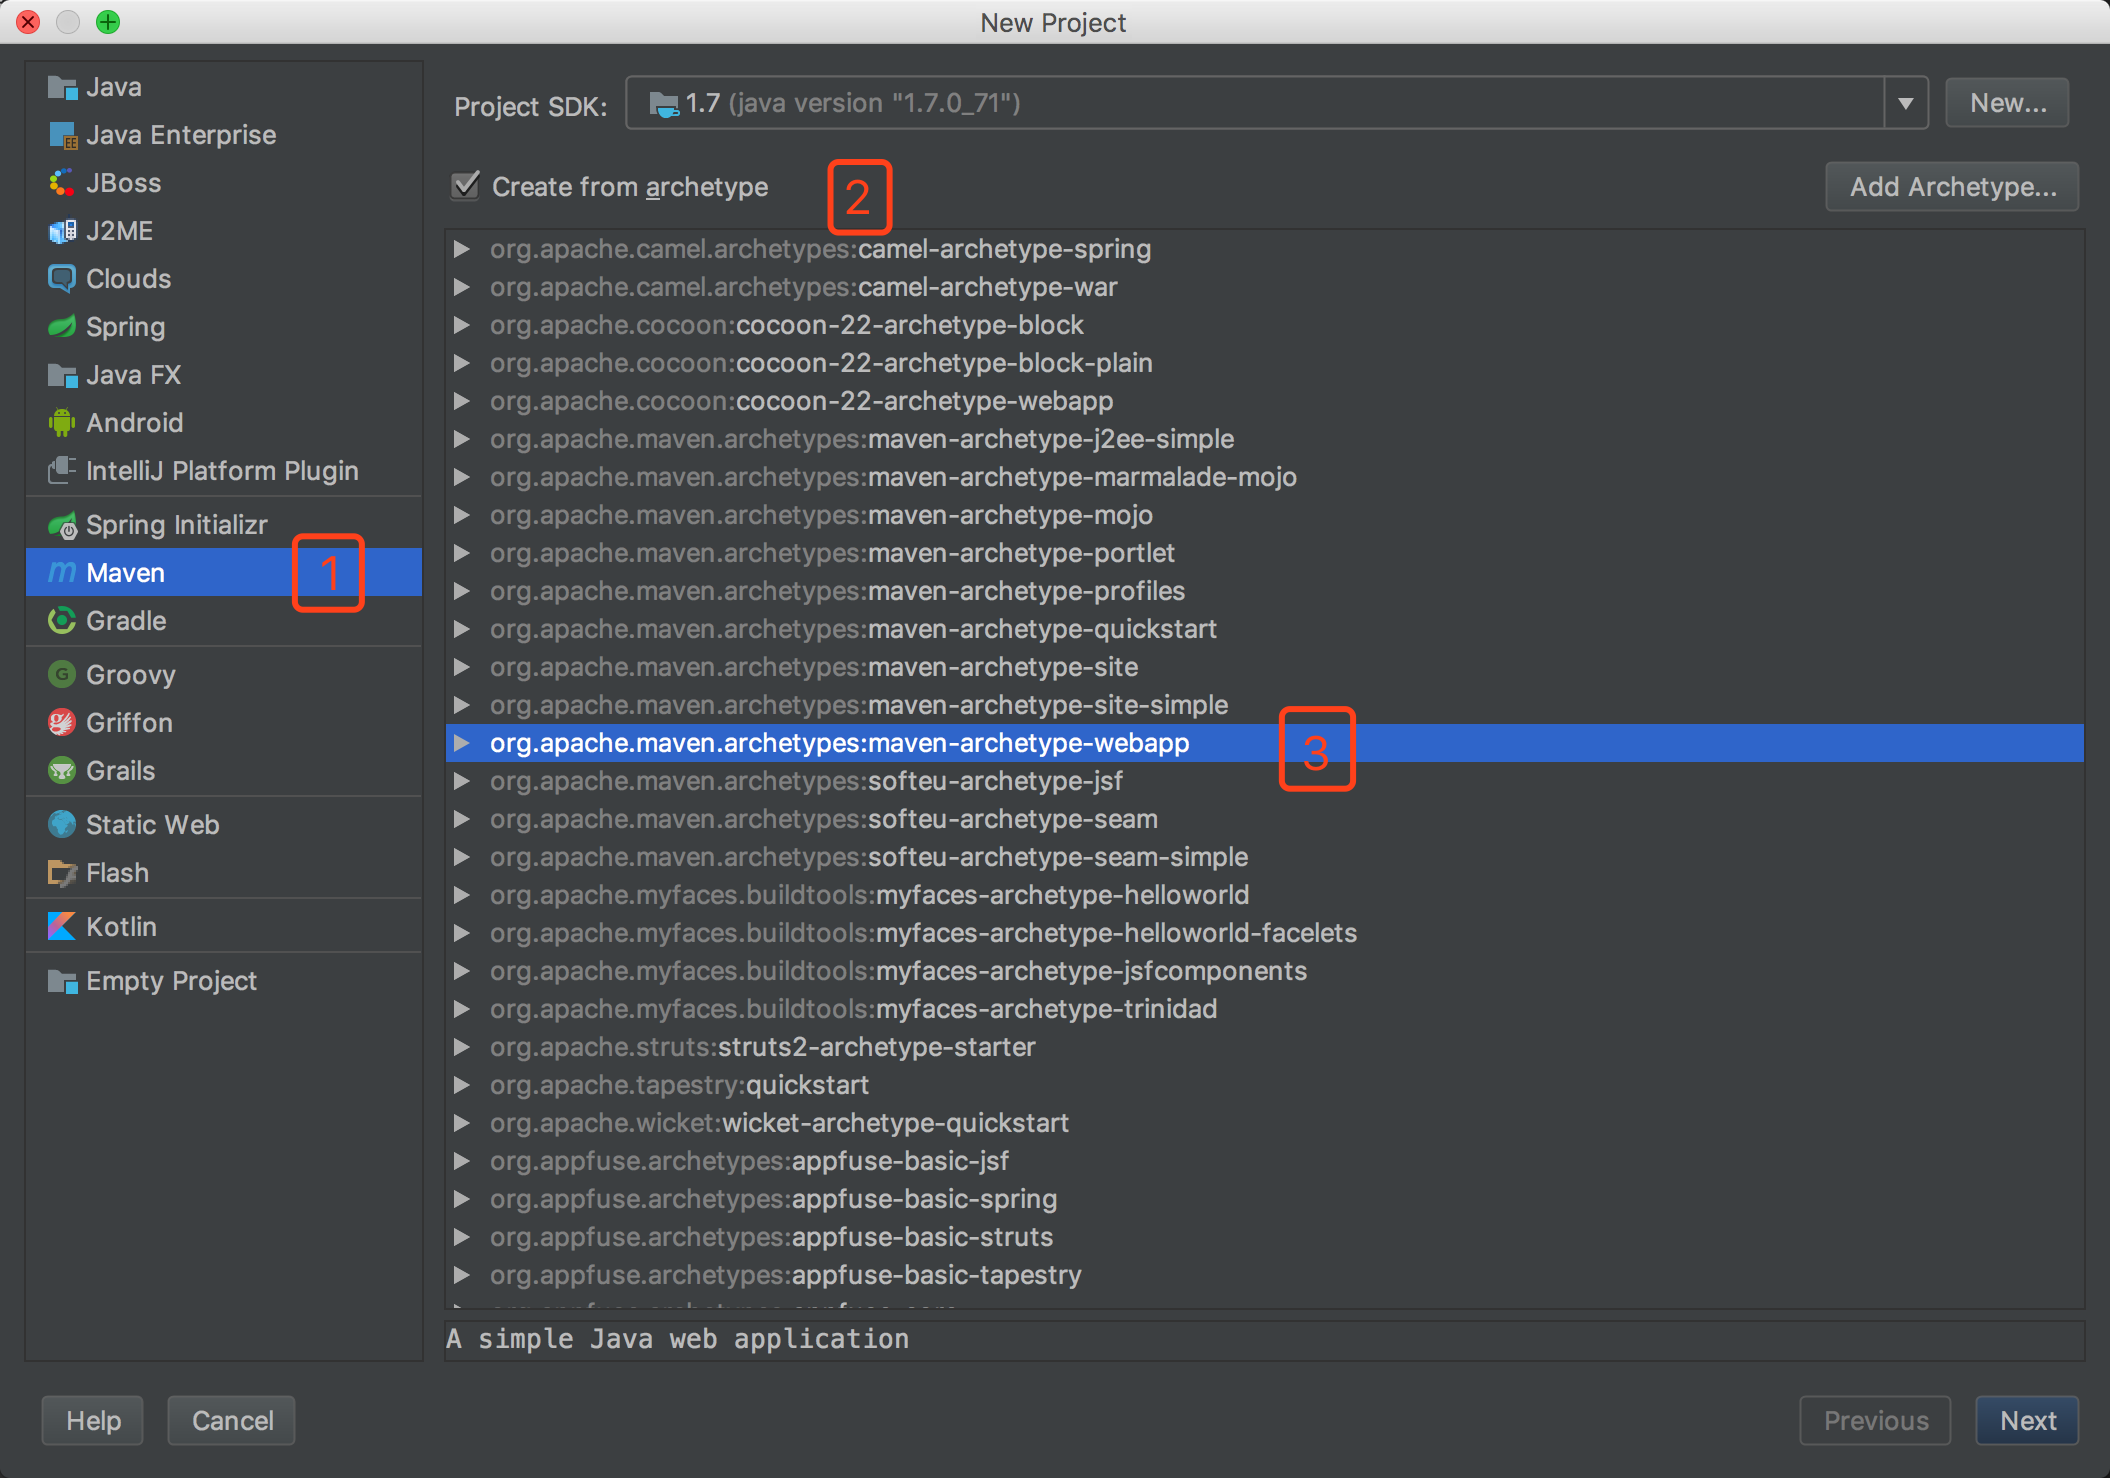 New Project
Java
Java Enterprise
JBoss
J2ME
Clouds
Spring
Java FX
Android
IntelliJ Platform Plugin
Spring Initializr
Maven
1
Gradle
Groovy
Griffon
Grails
Static Web
Flash
Kotlin
Empty Project
Project SDK:
1.7 (java version "1.7.0_71")
New...
Create from archetype
2
Add Archetype...
org.apache.camel.archetypes:camel-archetype-spring
org.apache.camel.archetypes:camel-archetype-war
org.apache.cocoon:cocoon-22-archetype-block
org.apache.cocoon:cocoon-22-archetype-block-plain
org.apache.cocoon:cocoon-22-archetype-webapp
org.apache.maven.archetypes:maven-archetype-j2ee-simple
org.apache.maven.archetypes:maven-archetype-marmalade-mojo
org.apache.maven.archetypes:maven-archetype-mojo
org.apache.maven.archetypes:maven-archetype-portlet
org.apache.maven.archetypes:maven-archetype-profiles
org.apache.maven.archetypes:maven-archetype-quickstart
org.apache.maven.archetypes:maven-archetype-site
org.apache.maven.archetypes:maven-archetype-site-simple
org.apache.maven.archetypes:maven-archetype-webapp
3
org.apache.maven.archetypes:softeu-archetype-jsf
org.apache.maven.archetypes:softeu-archetype-seam
org.apache.maven.archetypes:softeu-archetype-seam-simple
org.apache.myfaces.buildtools:myfaces-archetype-helloworld
org.apache.myfaces.buildtools:myfaces-archetype-helloworld-facelets
org.apache.myfaces.buildtools:myfaces-archetype-jsfcomponents
org.apache.myfaces.buildtools:myfaces-archetype-trinidad
org.apache.struts:struts2-archetype-starter
org.apache.tapestry:quickstart
org.apache.wicket:wicket-archetype-quickstart
org.appfuse.archetypes:appfuse-basic-jsf
org.appfuse.archetypes:appfuse-basic-spring
org.appfuse.archetypes:appfuse-basic-struts
org.appfuse.archetypes:appfuse-basic-tapestry
A simple Java web application
Help
Cancel
Previous
Next